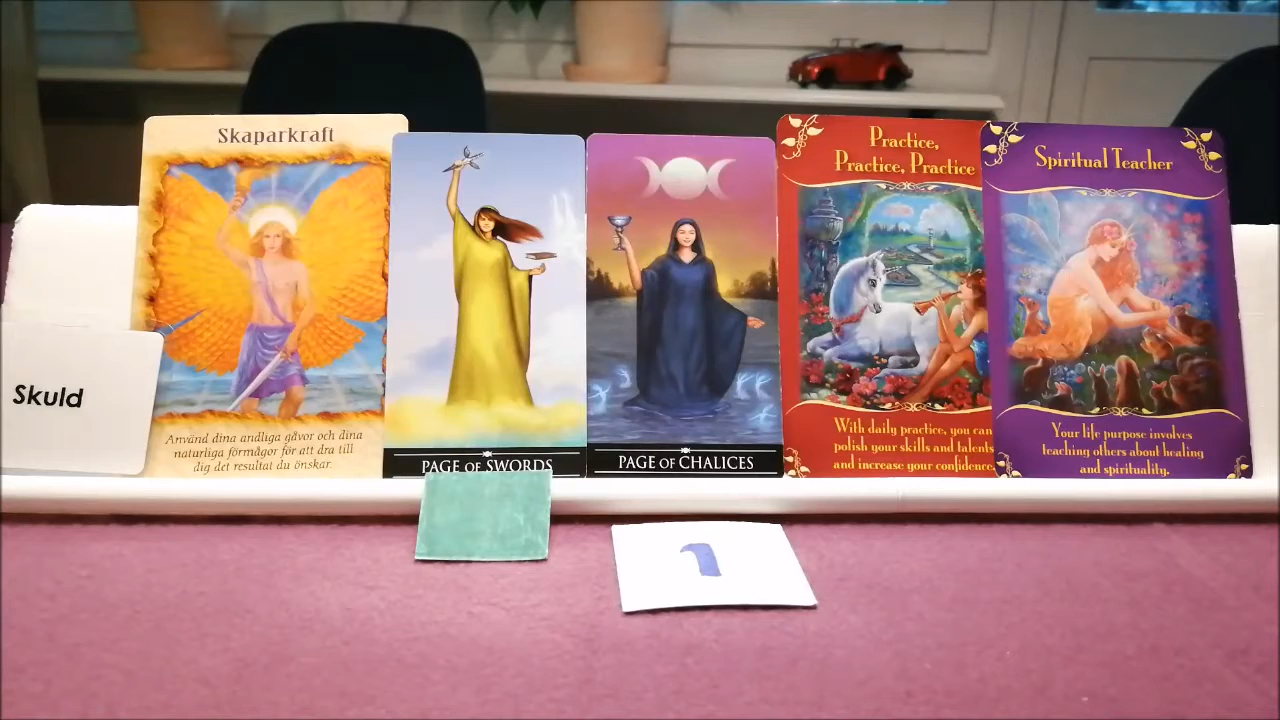 Skuld
Skaparkraft
Använd dina andliga gåvor och dina
naturliga förmågor för att dra till
dig det resultat du önskar.
PAGE OF SWORDS
PAGE OF CHALICES
Practice,
Practice, Practice
With daily practice, you can
polish your skills and talents
and increase your confidence.
Spiritual Teacher
Your life purpose involves
teaching others about healing
and spirituality.
1